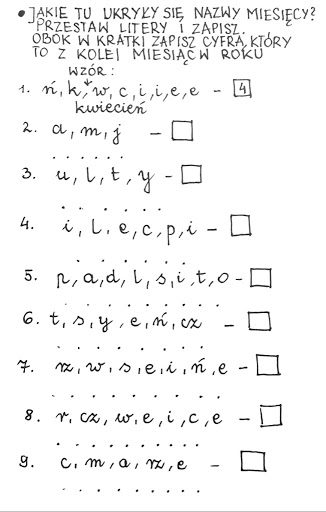 • JAKIE TU UKRYŁY SIĘ NAZWY MIESIĘCY?
PRZESTAW LITERY I ZAPISZ.
OBOK W KRATKI ZAPISZ CYFRĄ, KTÓRY
TO Z KOLEI MIESIĄC W ROKU
WZÓR:
1. ń, k, w, c, i, i, e, e - 4
kwiecień
2. a, m, j - 
3. u, l, t, y - 
4. i, l, e, c, p, i - 
5. p, a, d, l, s, i, t, o - 
6. t, s, y, e, ń, cz - 
7. rz, w, s, e, i, ń, e - 
8. r, cz, w, e, i, c, e - 
9. c, m, a, rz, e -